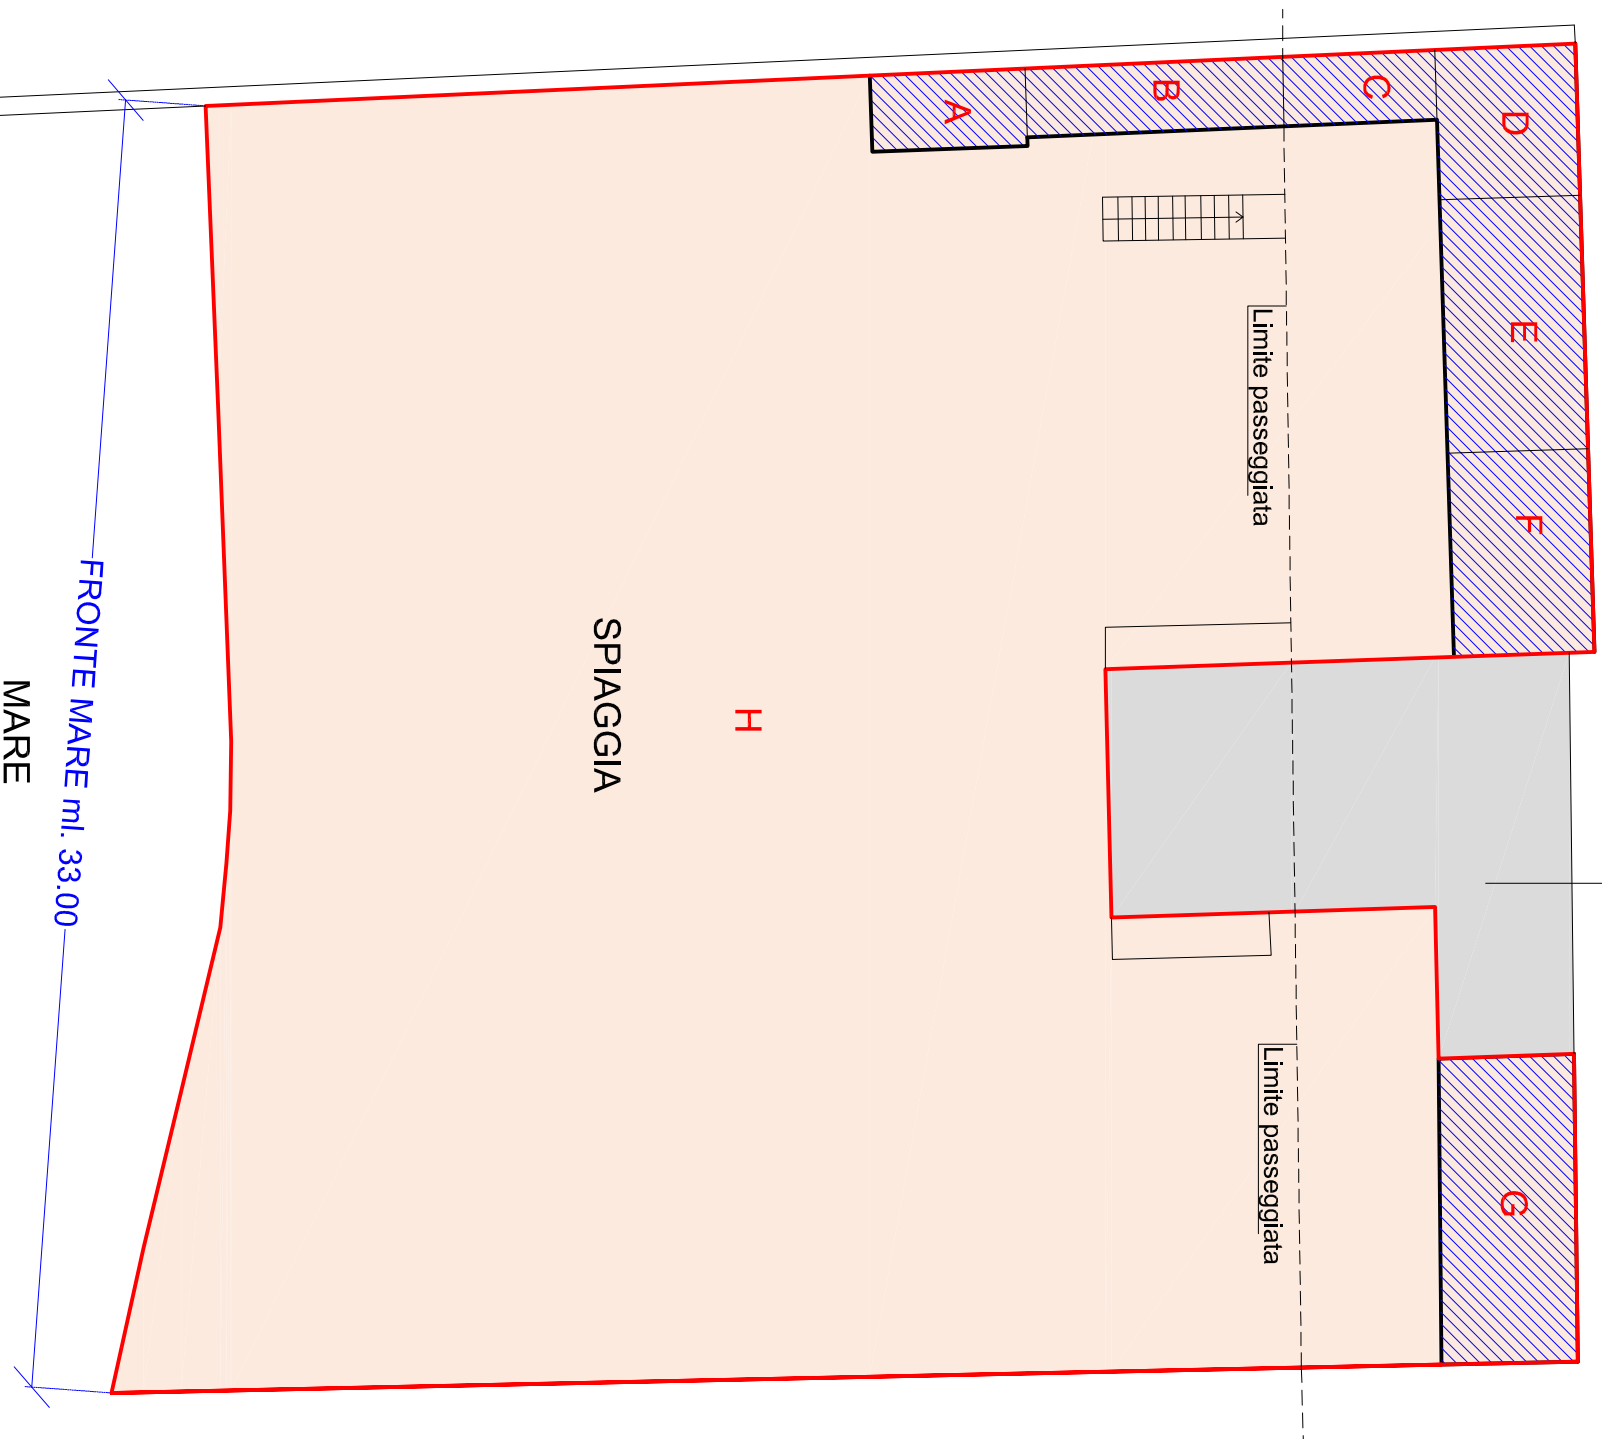 A
B
C
D
E
F
Limite passeggiata
SPIAGGIA
H
FRONTE MARE ml. 33.00
MARE
Limite passeggiata
G